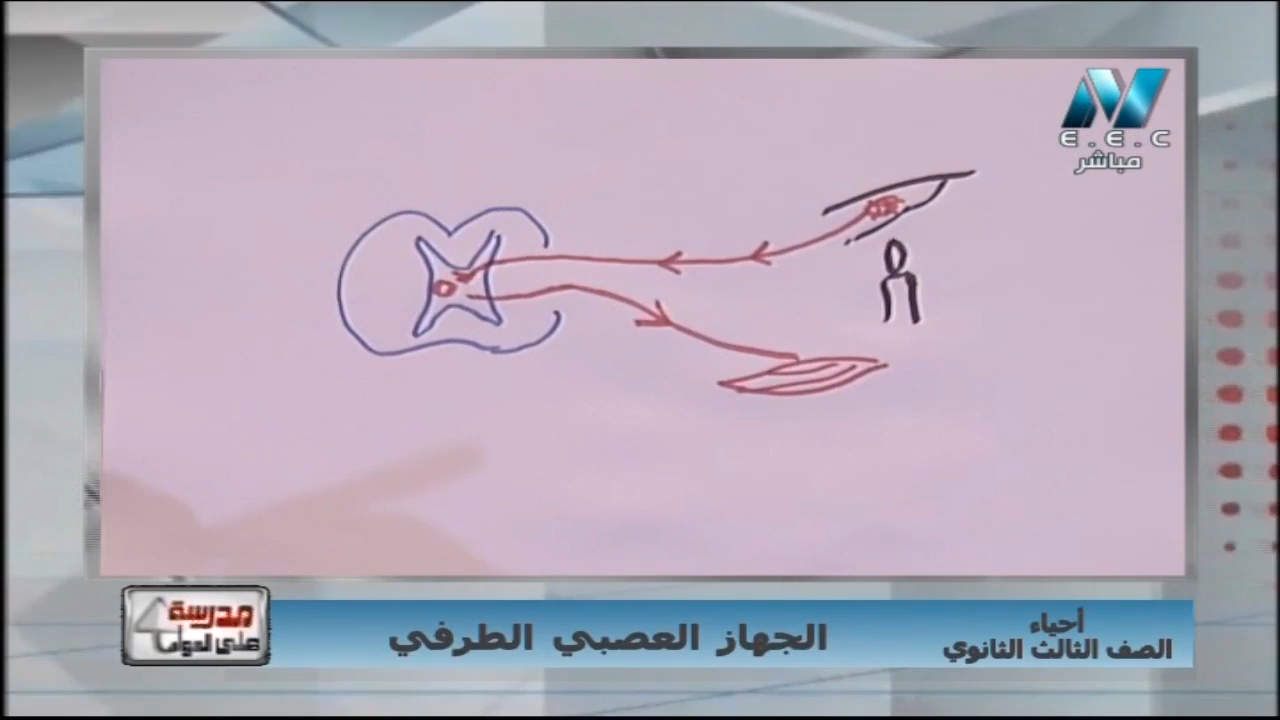 E.E.C
مباشر
أحياء
الصف الثالث الثانوي
الجهاز العصبي الطرفي
مدرسة
على الهواء